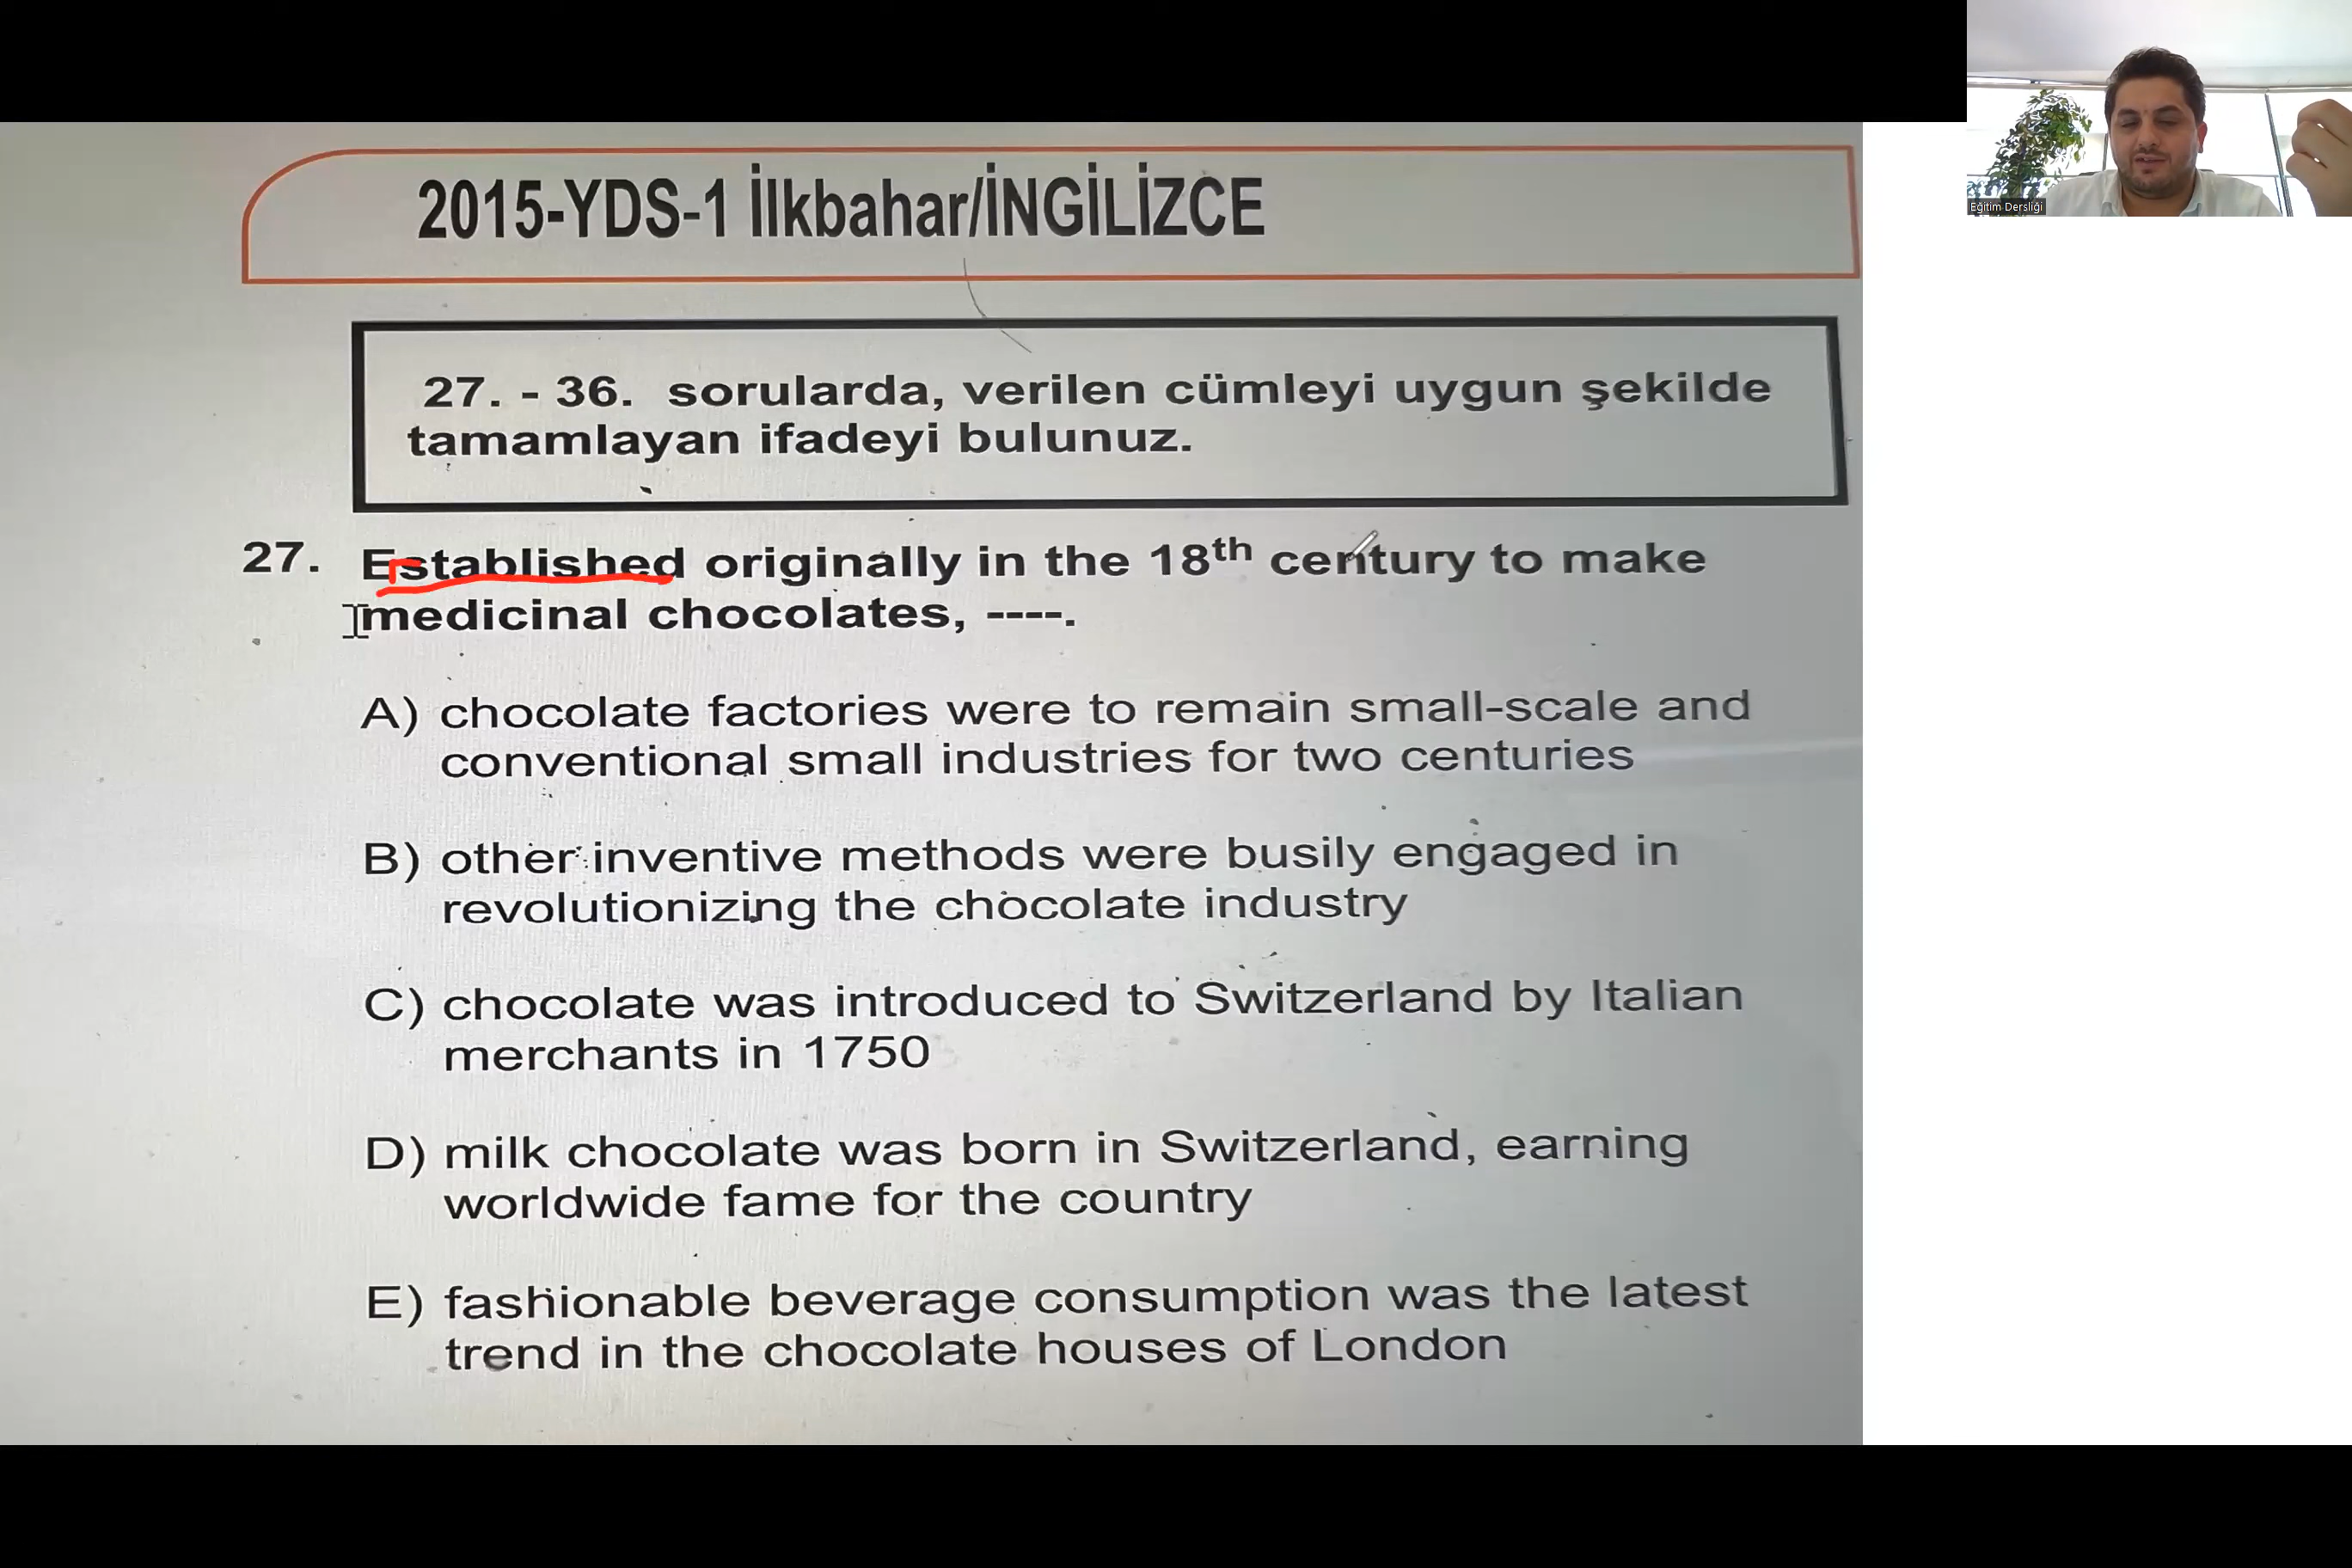 Eğitim Dersliği
2015-YDS-1 İlkbahar/İNGİLİZCE
27. - 36. sorularda, verilen cümleyi uygun şekilde
tamamlayan ifadeyi bulunuz.
27. Established originally in the 18th century to make
medicinal chocolates, ----.
A) chocolate factories were to remain small-scale and
conventional small industries for two centuries
B) other inventive methods were busily engaged in
revolutionizing the chocolate industry
C) chocolate was introduced to Switzerland by Italian
merchants in 1750
D) milk chocolate was born in Switzerland, earning
worldwide fame for the country
E) fashionable beverage consumption was the latest
trend in the chocolate houses of London